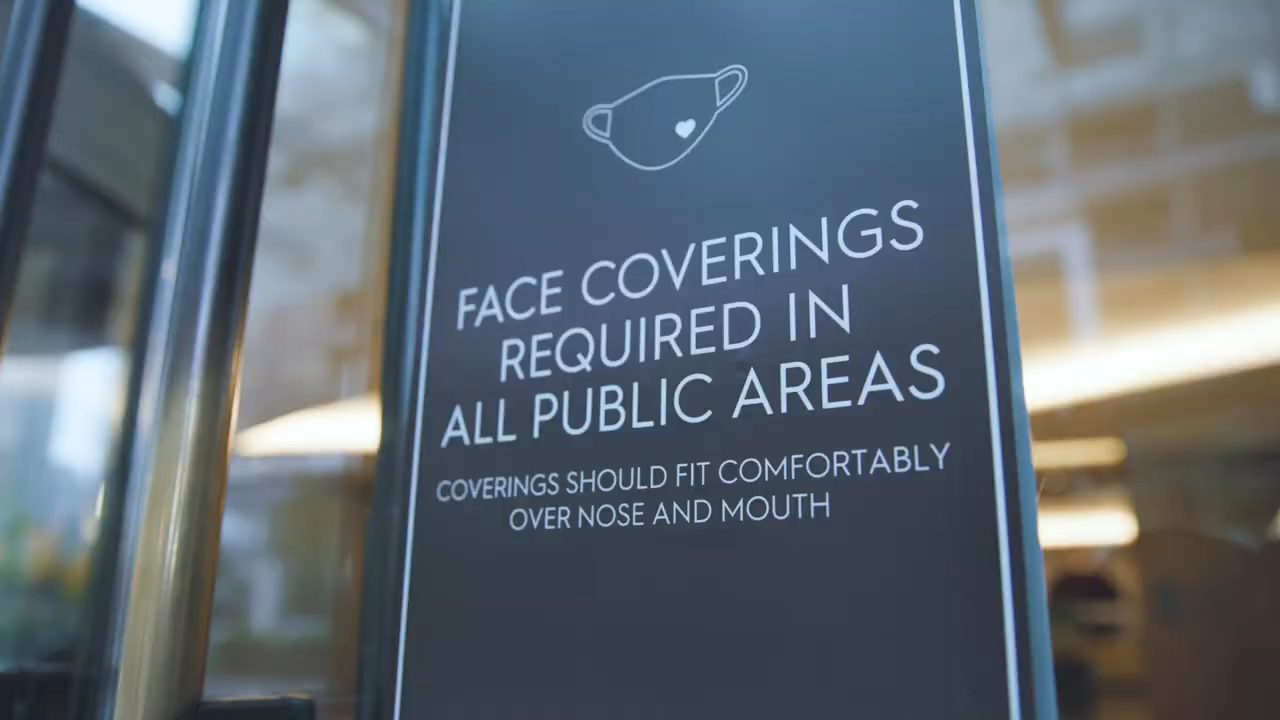 FACE COVERINGS
REQUIRED IN
ALL PUBLIC AREAS
COVERINGS SHOULD FIT COMFORTABLY
OVER NOSE AND MOUTH